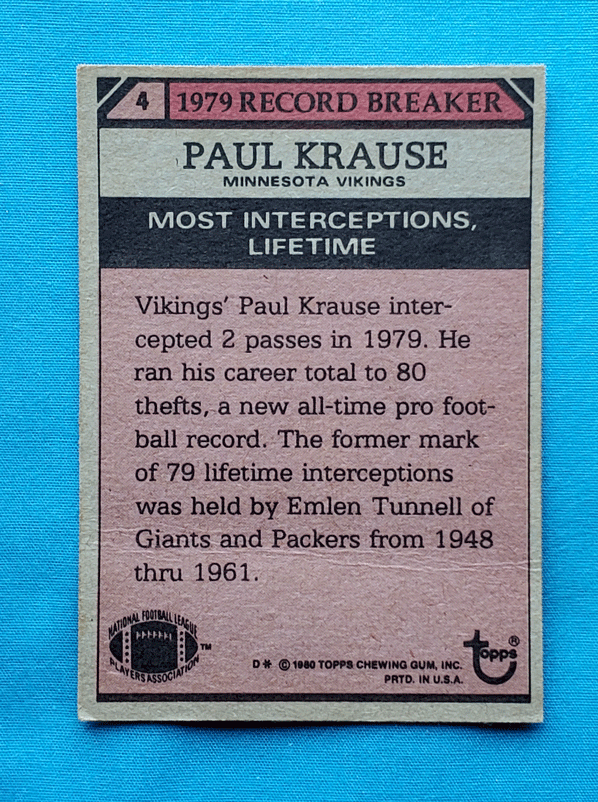 4 1979 RECORD BREAKER
PAUL KRAUSE
MINNESOTA VIKINGS
MOST INTERCEPTIONS,
LIFETIME
Vikings' Paul Krause inter-
cepted 2 passes in 1979. He
ran his career total to 80
thefts, a new all-time pro foot-
ball record. The former mark
of 79 lifetime interceptions
was held by Emlen Tunnell of
Giants and Packers from 1948
thru 1961.
NATIONAL FOOTBALL LEAGUE
PLAYERS ASSOCIATION
TM
topps®
D* © 1980 TOPPS CHEWING GUM, INC.
PRTD. IN U.S.A.